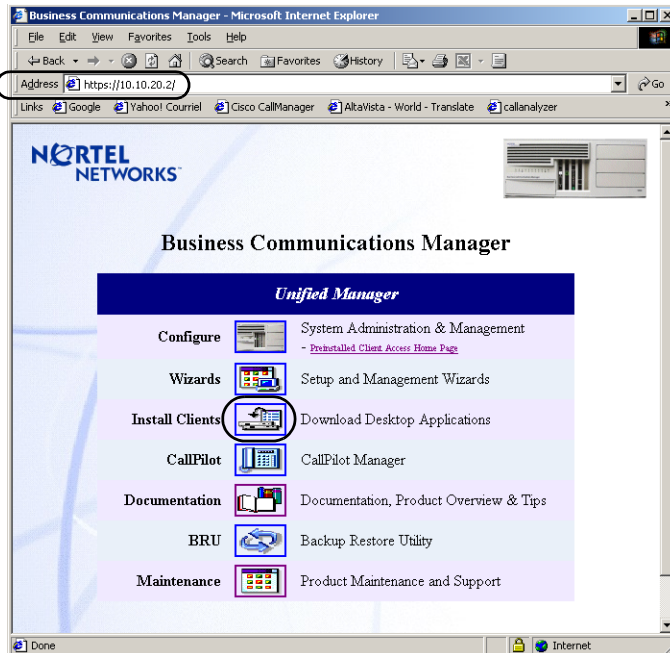 Business Communications Manager - Microsoft Internet Explorer
File Edit View Favorites Tools Help
Back Search Favorites History
Address https://10.10.20.2/ Go
Links Google Yahoo! Courriel Cisco CallManager AltaVista - World - Translate callanalyzer »
NORTEL
NETWORKS™
Business Communications Manager
Unified Manager
Configure System Administration & Management
- Preinstalled Client Access Home Page
Wizards Setup and Management Wizards
Install Clients Download Desktop Applications
CallPilot CallPilot Manager
Documentation Documentation, Product Overview & Tips
BRU Backup Restore Utility
Maintenance Product Maintenance and Support
Done Internet